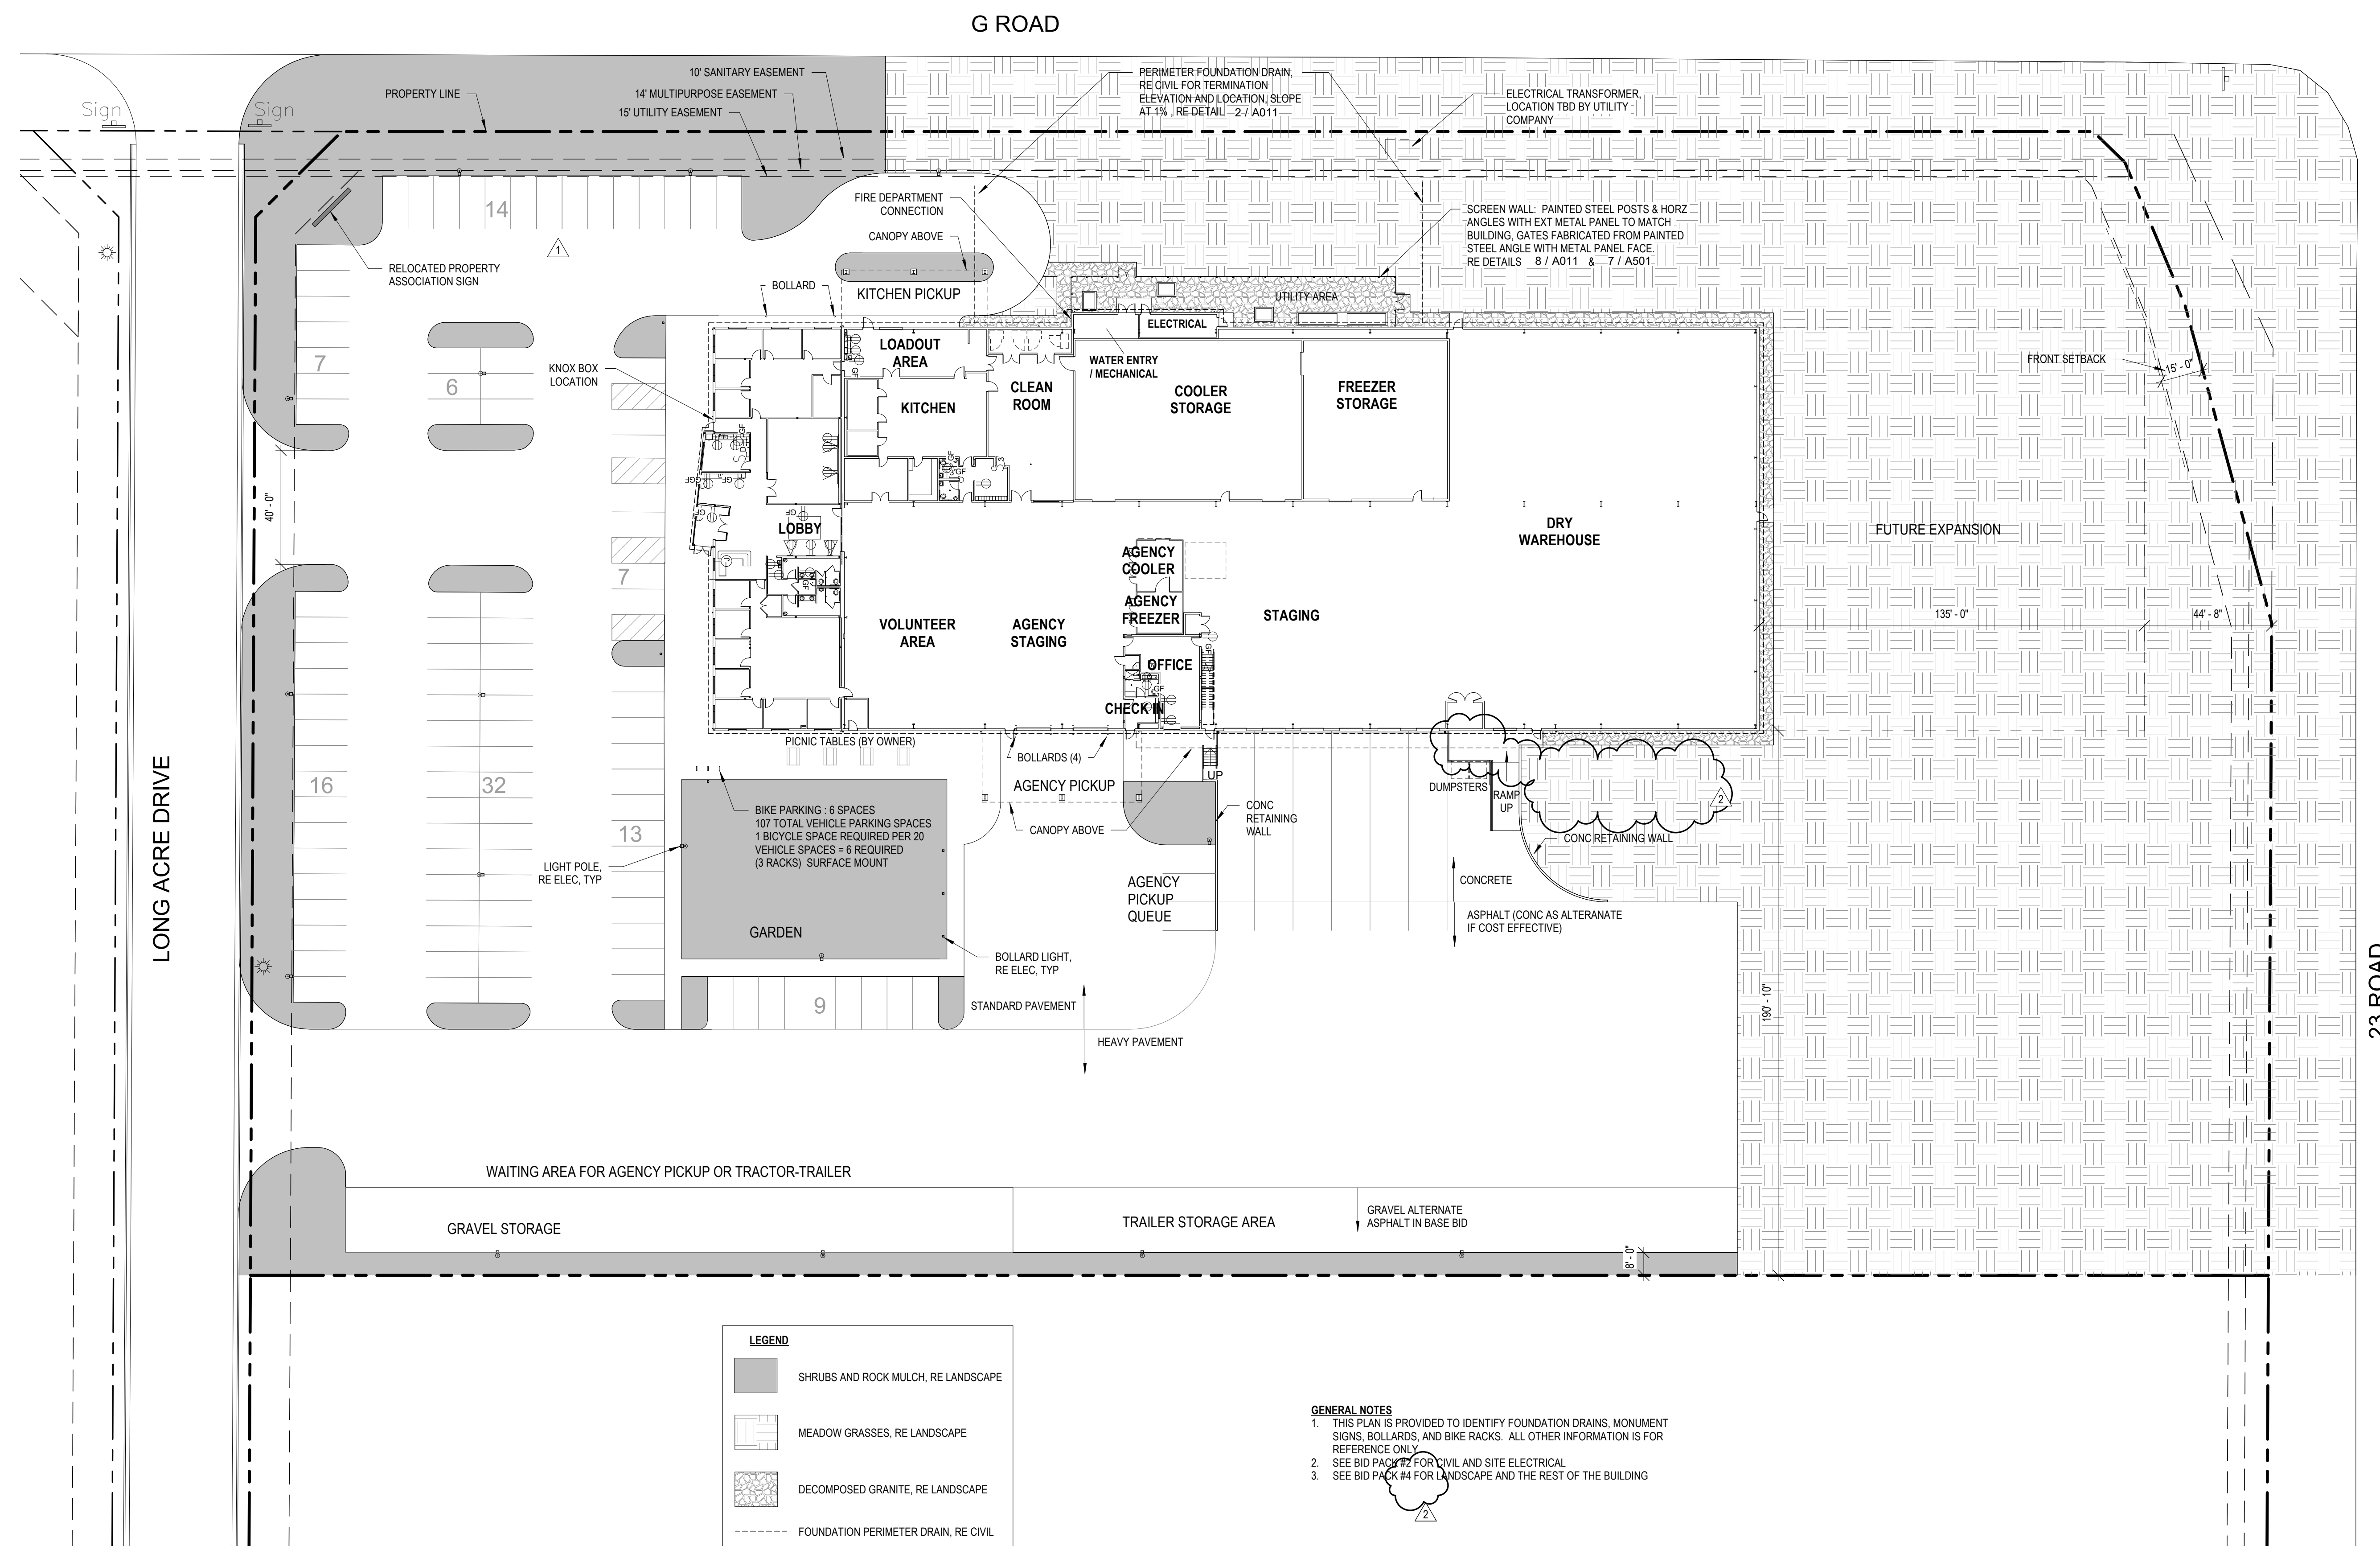 G ROAD
10' SANITARY EASEMENT
14' MULTIPURPOSE EASEMENT
15' UTILITY EASEMENT
PROPERTY LINE
Sign
Sign
PERIMETER FOUNDATION DRAIN,
RE CIVIL FOR TERMINATION
ELEVATION AND LOCATION, SLOPE
AT 1% , RE DETAIL 2 / A011
ELECTRICAL TRANSFORMER,
LOCATION TBD BY UTILITY
COMPANY
FIRE DEPARTMENT
CONNECTION
CANOPY ABOVE
SCREEN WALL: PAINTED STEEL POSTS & HORZ
ANGLES WITH EXT METAL PANEL TO MATCH
BUILDING, GATES FABRICATED FROM PAINTED
STEEL ANGLE WITH METAL PANEL FACE.
RE DETAILS 8 / A011 & 7 / A501
14
1
RELOCATED PROPERTY
ASSOCIATION SIGN
BOLLARD
KITCHEN PICKUP
UTILITY AREA
ELECTRICAL
LOADOUT
AREA
WATER ENTRY
/ MECHANICAL
7
6
KNOX BOX
LOCATION
KITCHEN
CLEAN
ROOM
COOLER
STORAGE
FREEZER
STORAGE
FRONT SETBACK
15' - 0"
40' - 0"
LOBBY
DRY
WAREHOUSE
FUTURE EXPANSION
AGENCY
COOLER
7
AGENCY
FREEZER
STAGING
135' - 0"
44' - 8"
VOLUNTEER
AREA
AGENCY
STAGING
OFFICE
CHECK IN
PICNIC TABLES (BY OWNER)
BOLLARDS (4)
AGENCY PICKUP
UP
DUMPSTERS
RAMP
UP
2
16
32
13
BIKE PARKING : 6 SPACES
107 TOTAL VEHICLE PARKING SPACES
1 BICYCLE SPACE REQUIRED PER 20
VEHICLE SPACES = 6 REQUIRED
(3 RACKS) SURFACE MOUNT
CANOPY ABOVE
CONC
RETAINING
WALL
CONC RETAINING WALL
LONG ACRE DRIVE
LIGHT POLE,
RE ELEC, TYP
AGENCY
PICKUP
QUEUE
CONCRETE
ASPHALT (CONC AS ALTERANATE
IF COST EFFECTIVE)
GARDEN
BOLLARD LIGHT,
RE ELEC, TYP
23 ROAD
9
STANDARD PAVEMENT
HEAVY PAVEMENT
190' - 10"
WAITING AREA FOR AGENCY PICKUP OR TRACTOR-TRAILER
GRAVEL STORAGE
TRAILER STORAGE AREA
GRAVEL ALTERNATE
ASPHALT IN BASE BID
8' - 0"
LEGEND
SHRUBS AND ROCK MULCH, RE LANDSCAPE
MEADOW GRASSES, RE LANDSCAPE
DECOMPOSED GRANITE, RE LANDSCAPE
FOUNDATION PERIMETER DRAIN, RE CIVIL
GENERAL NOTES
1. THIS PLAN IS PROVIDED TO IDENTIFY FOUNDATION DRAINS, MONUMENT
SIGNS, BOLLARDS, AND BIKE RACKS. ALL OTHER INFORMATION IS FOR
REFERENCE ONLY
2. SEE BID PACK #2 FOR CIVIL AND SITE ELECTRICAL
3. SEE BID PACK #4 FOR LANDSCAPE AND THE REST OF THE BUILDING
2